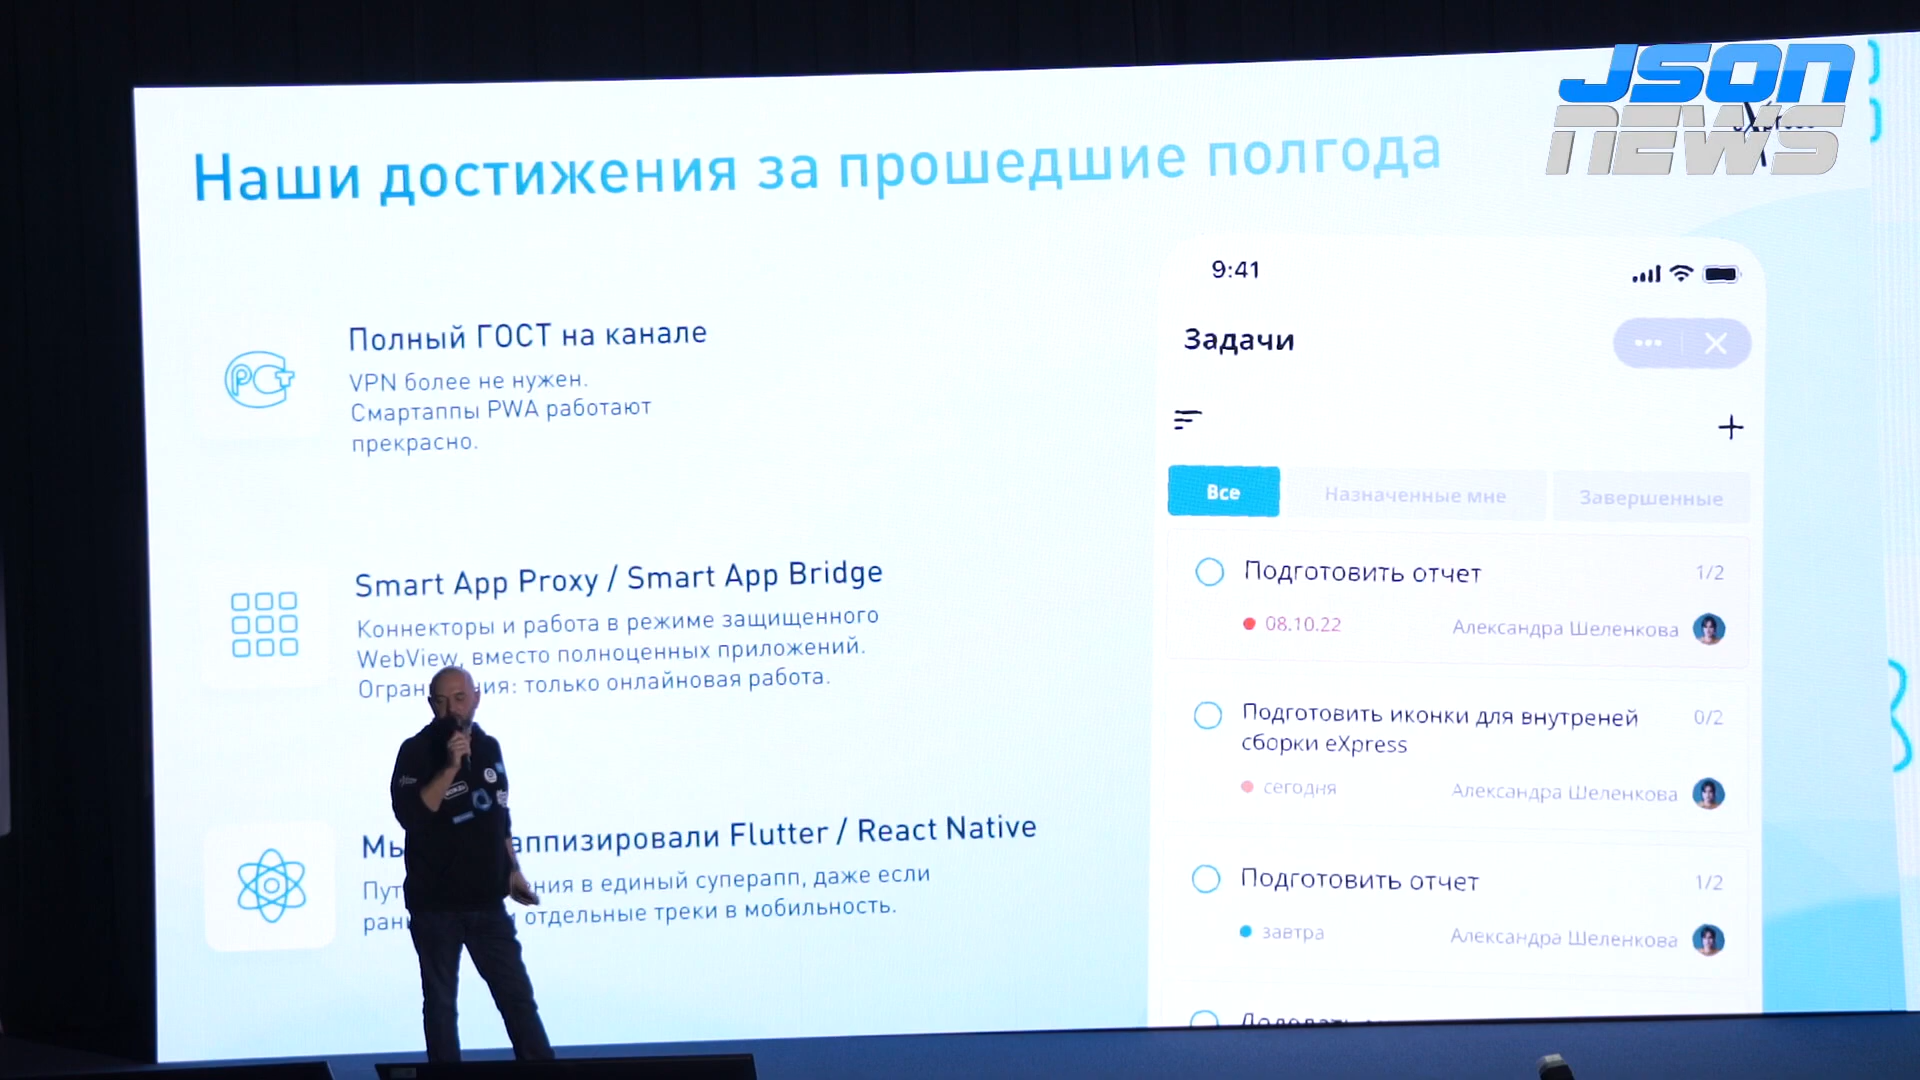 JSON
NEWS
Наши достижения за прошедшие полгода
Полный ГОСТ на канале
VPN более не нужен.
Смартаппы PWA работают
прекрасно.
Smart App Proxy / Smart App Bridge
Коннекторы и работа в режиме защищенного
WebView, вместо полноценных приложений.
только онлайновая работа.
Мы Flutter / React Native
в единый суперапп, даже если
отдельные треки в мобильность.
9:41
Задачи
Все
Назначенные мне
Завершенные
Подготовить отчет
1/2
08.10.22
Александра Шеленкова
Подготовить иконки для внутреней
0/2
сборки eXpress
сегодня
Александра Шеленкова
Подготовить отчет
1/2
завтра
Александра Шеленкова